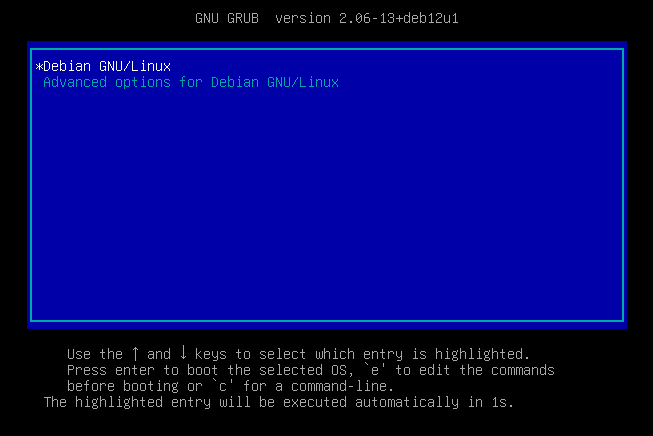 GNU GRUB  version 2.06-13+deb12u1
*Debian GNU/Linux
Advanced options for Debian GNU/Linux
Use the ↑ and ↓ keys to select which entry is highlighted.
Press enter to boot the selected OS, `e' to edit the commands
before booting or `c' for a command-line.
The highlighted entry will be executed automatically in 1s.